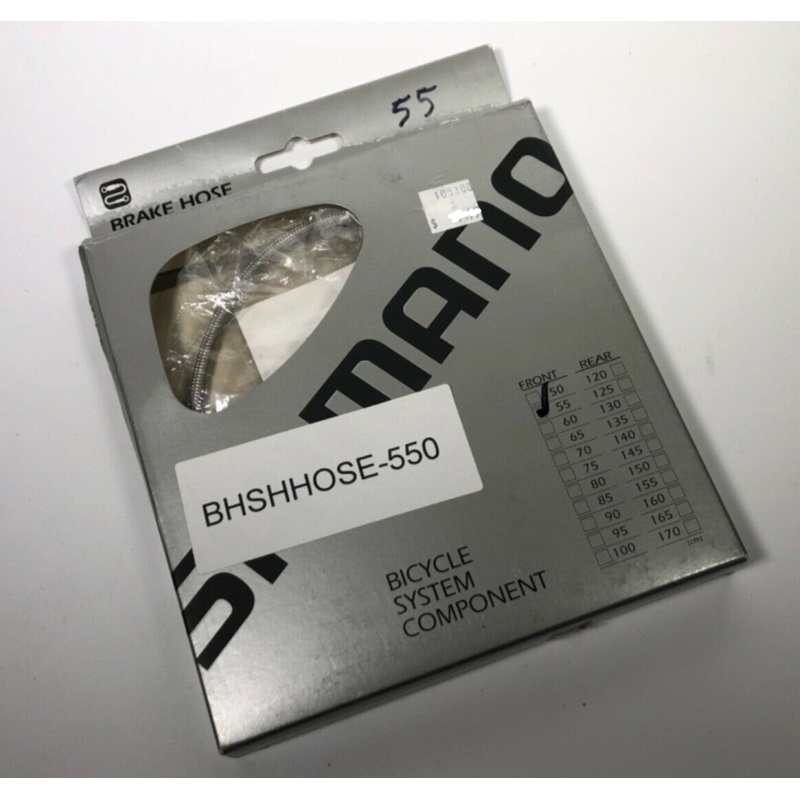 55
BRAKE HOSE
$
SHIMANO
BHSHHOSE-550
FRONT REAR
50 120
55 125
60 130
65 135
70 140
75 145
80 150
85 155
90 160
95 165
100 170
(cm)
BICYCLE
SYSTEM
COMPONENT